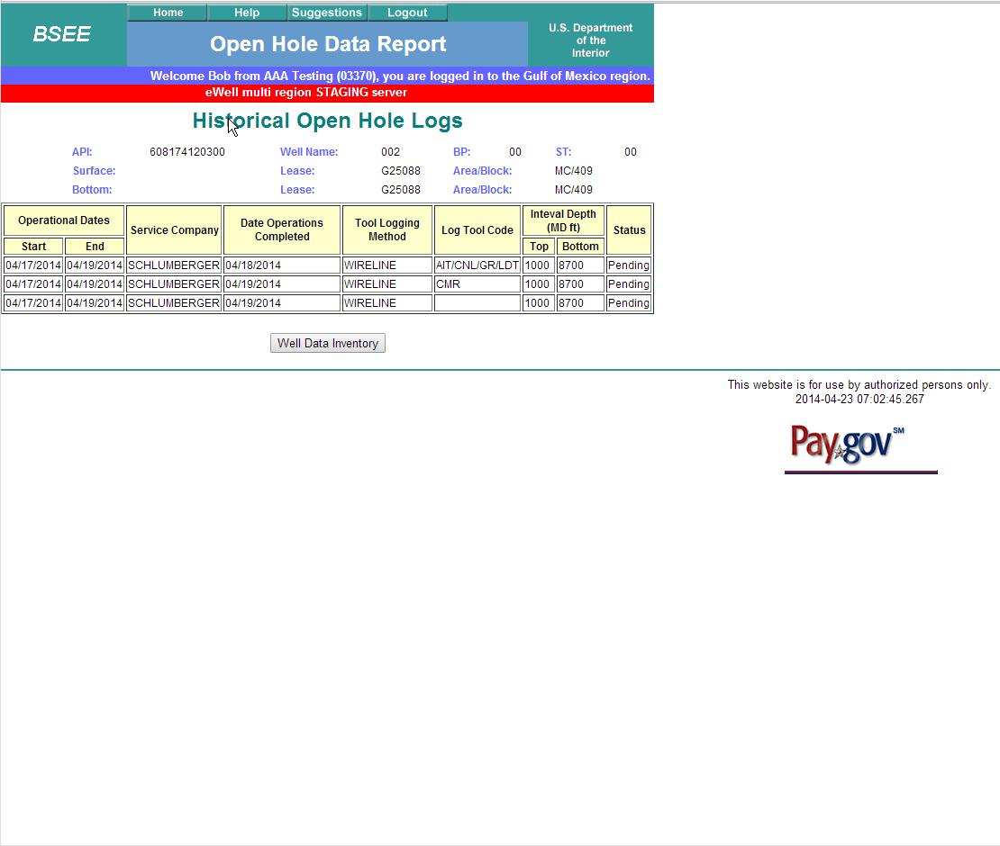 Home Help Suggestions Logout
BSEE
Open Hole Data Report
U.S. Department
of the
Interior
Welcome Bob from AAA Testing (03370), you are logged in to the Gulf of Mexico region.
eWell multi region STAGING server
Historical Open Hole Logs
API: 608174120300 Well Name: 002 BP: 00 ST: 00
Surface: Lease: G25088 Area/Block: MC/409
Bottom: Lease: G25088 Area/Block: MC/409
Operational Dates Service Company Date Operations Completed Tool Logging Method Log Tool Code Inteval Depth (MD ft) Status
Start End Top Bottom
04/17/2014 04/19/2014 SCHLUMBERGER 04/18/2014 WIRELINE AIT/CNL/GR/LDT 1000 8700 Pending
04/17/2014 04/19/2014 SCHLUMBERGER 04/19/2014 WIRELINE CMR 1000 8700 Pending
04/17/2014 04/19/2014 SCHLUMBERGER 04/19/2014 WIRELINE 1000 8700 Pending
Well Data Inventory
This website is for use by authorized persons only.
2014-04-23 07:02:45.267
Pay.gov SM